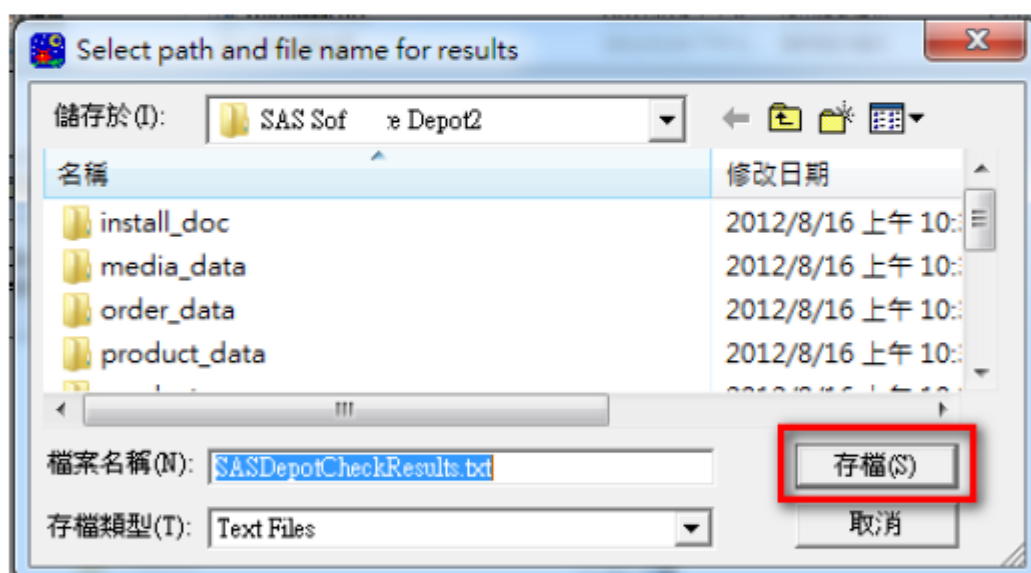 Select path and file name for results
儲存於(I): SAS Sof e Depot2
名稱 修改日期
install_doc 2012/8/16 上午 10:
media_data 2012/8/16 上午 10:
order_data 2012/8/16 上午 10:
product_data 2012/8/16 上午 10:
檔案名稱(N): SASDepotCheckResults.txt 存檔(S)
存檔類型(T): Text Files 取消